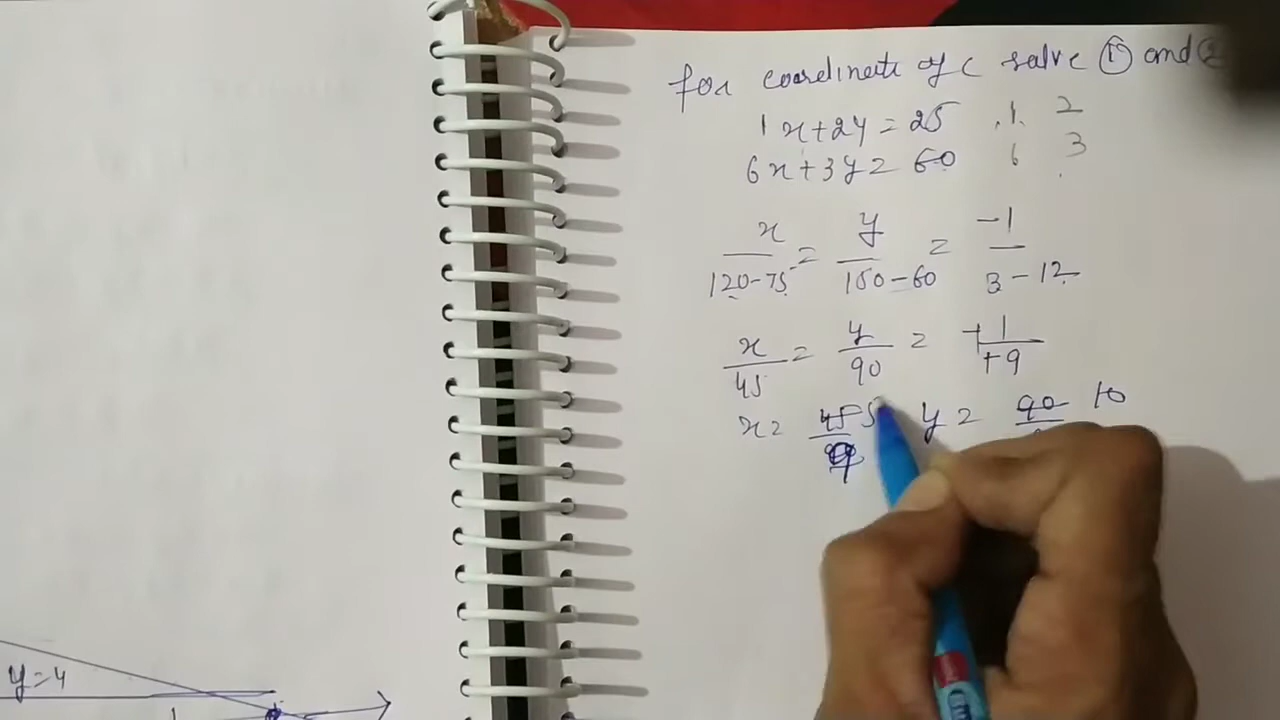 for coordinate of C solve ① and ②
1x+2y=25 1 2
6x+3y=60 6 3
x/120-75 = y/150-60 = -1/3-12
x/45 = y/90 = +1/+9
x= 45/9 5 y= 90 10
y=4